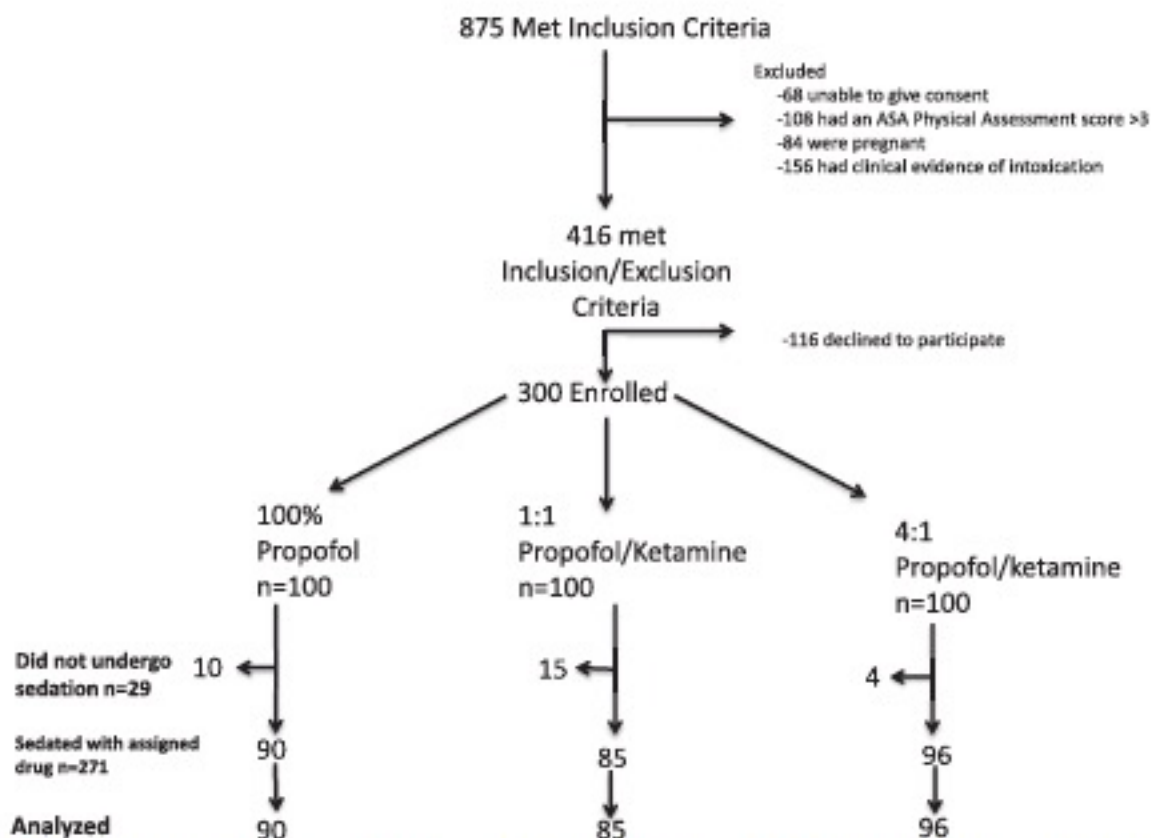 875 Met Inclusion Criteria
Excluded
-68 unable to give consent
-108 had an ASA Physical Assessment score >3
-84 were pregnant
-156 had clinical evidence of intoxication
416 met
Inclusion/Exclusion
Criteria
-116 declined to participate
300 Enrolled
100%
Propofol
n=100
1:1
Propofol/Ketamine
n=100
4:1
Propofol/ketamine
n=100
Did not undergo
sedation n=29
10
15
4
Sedated with assigned
drug n=271
90
85
96
Analyzed
90
85
96